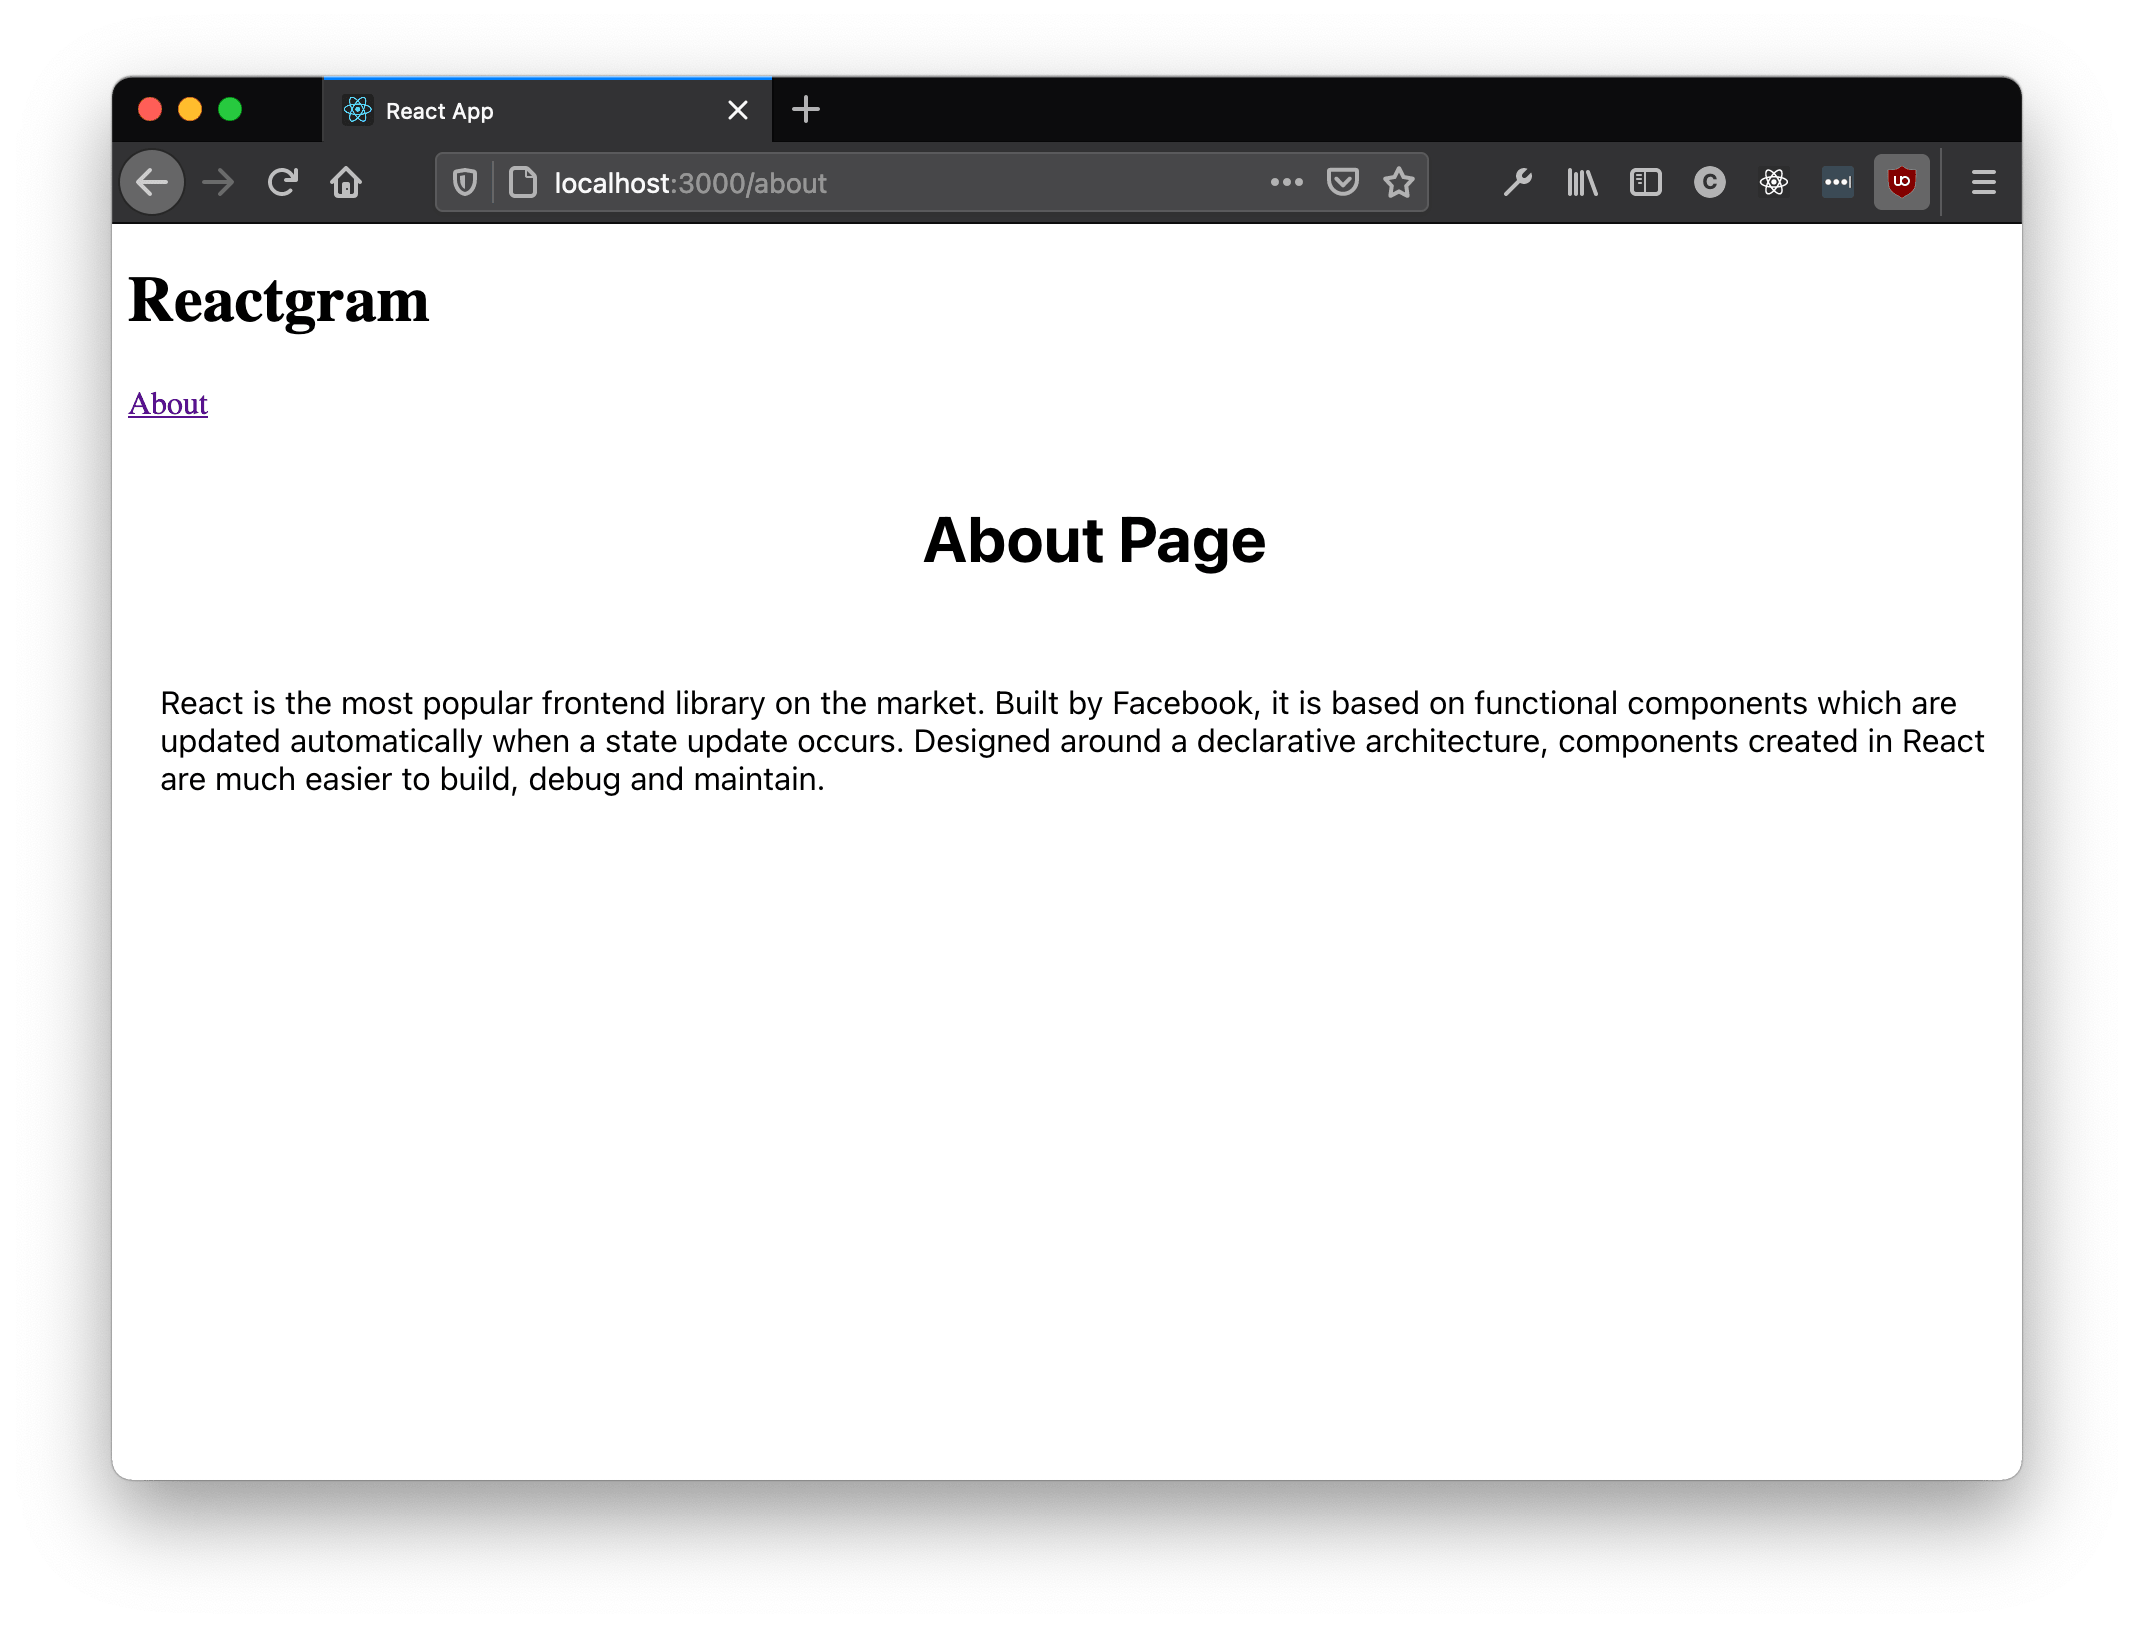 React App
localhost:3000/about
Reactgram
About
About Page
React is the most popular frontend library on the market. Built by Facebook, it is based on functional components which are
updated automatically when a state update occurs. Designed around a declarative architecture, components created in React
are much easier to build, debug and maintain.